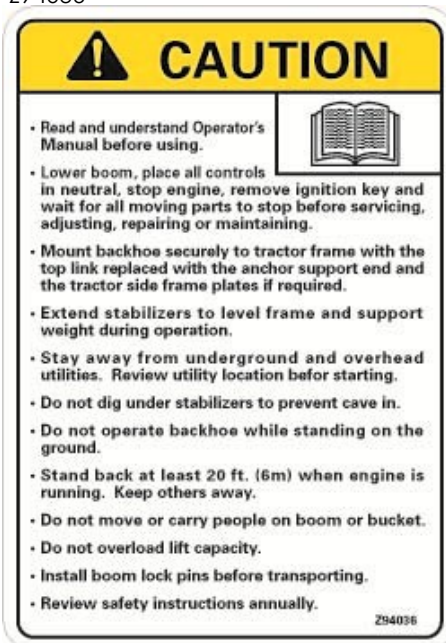 CAUTION
• Read and understand Operator's
Manual before using.
• Lower boom, place all controls
in neutral, stop engine, remove ignition key and
wait for all moving parts to stop before servicing,
adjusting, repairing or maintaining.
• Mount backhoe securely to tractor frame with the
top link replaced with the anchor support end and
the tractor side frame plates if required.
• Extend stabilizers to level frame and support
weight during operation.
• Stay away from underground and overhead
utilities. Review utility location befor starting.
• Do not dig under stabilizers to prevent cave in.
• Do not operate backhoe while standing on the
ground.
• Stand back at least 20 ft. (6m) when engine is
running. Keep others away.
• Do not move or carry people on boom or bucket.
• Do not overload lift capacity.
• Install boom lock pins before transporting.
• Review safety instructions annually.
Z94036